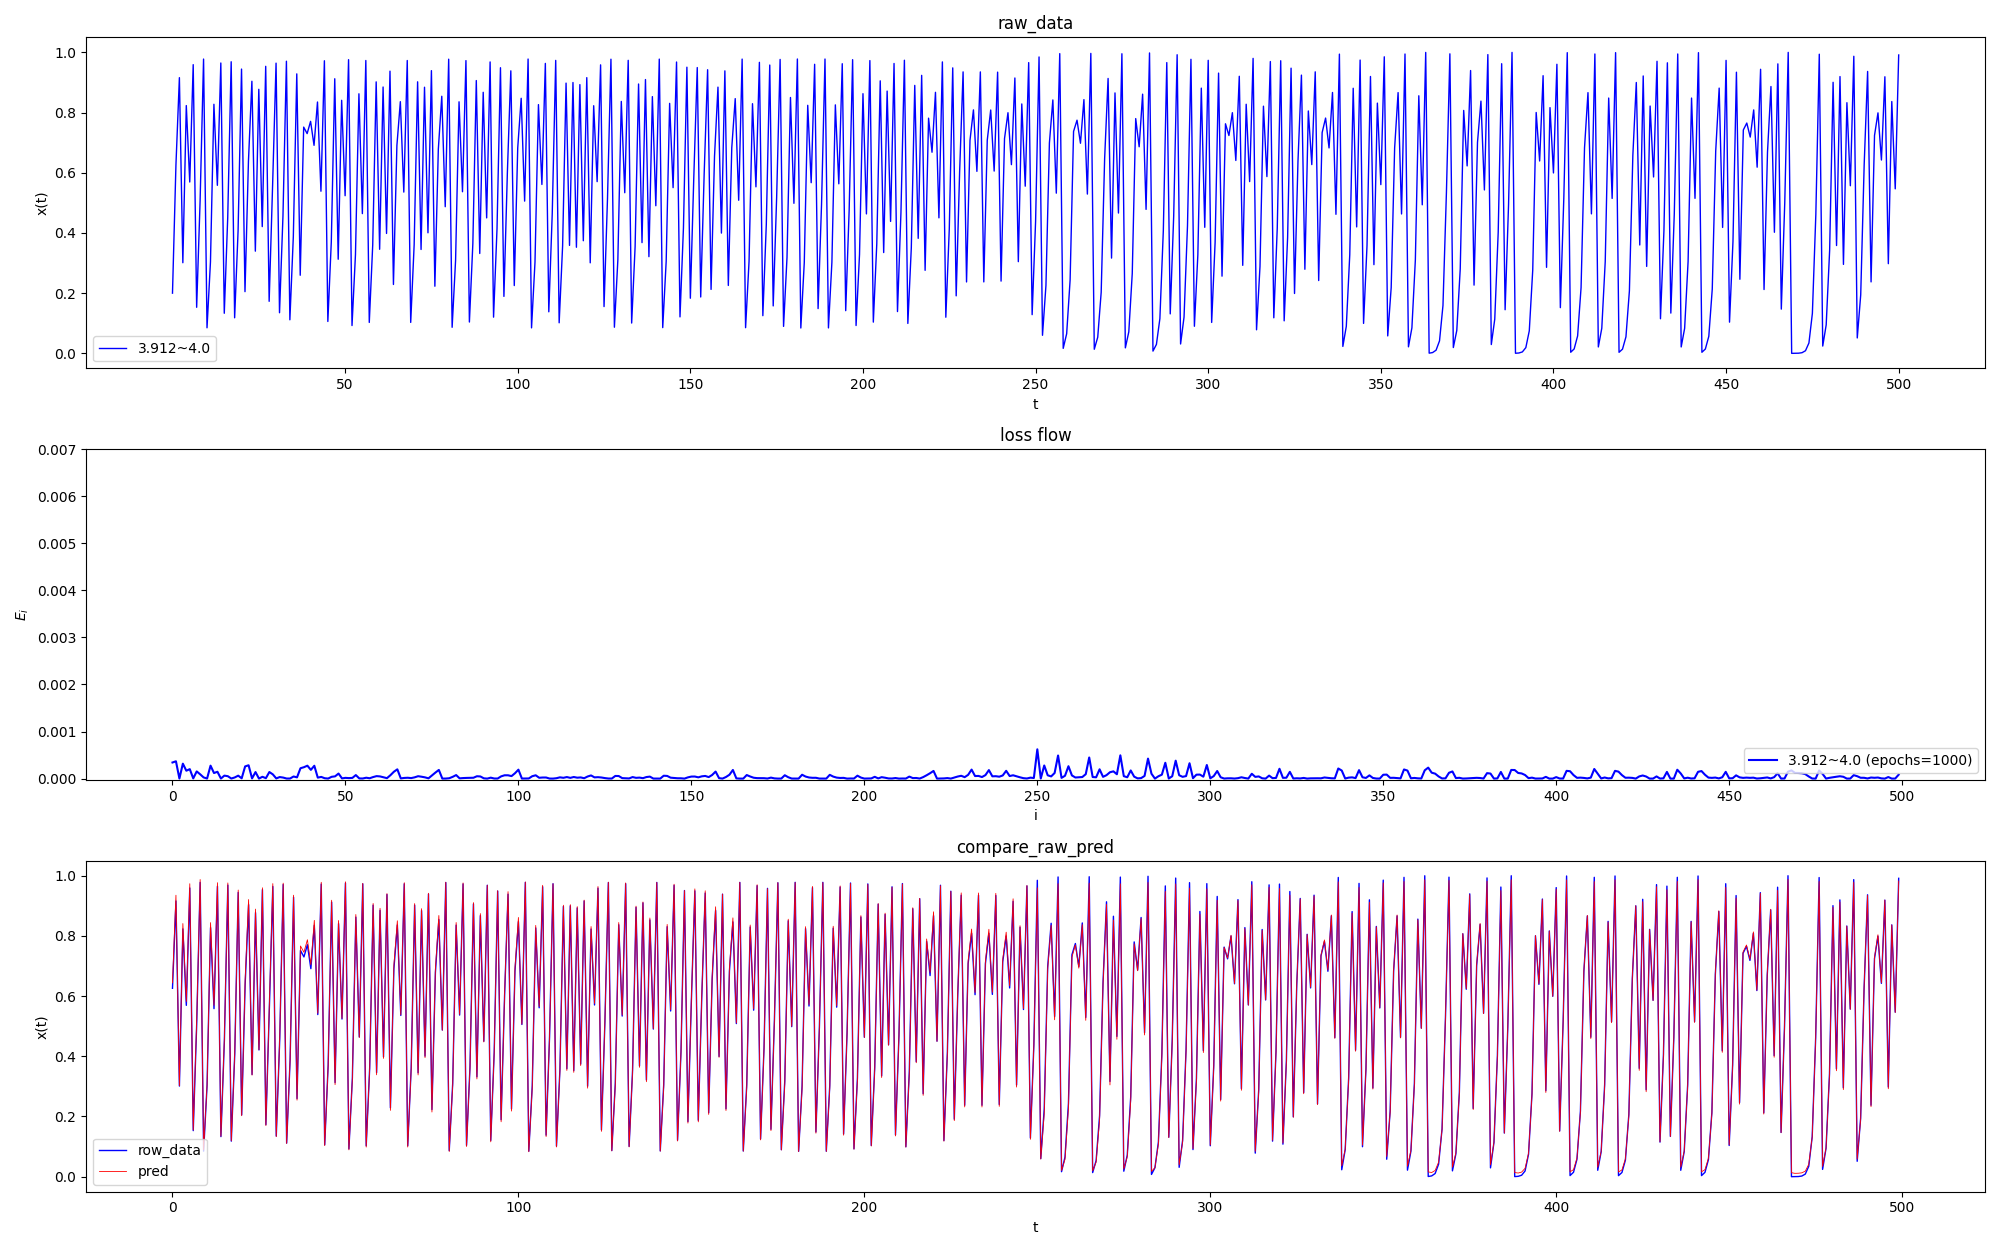 raw_data
1.0
0.8
0.6
0.4
0.2
0.0
x(t)
3.912~4.0
50 100 150 200 250 300 350 400 450 500
t
loss flow
0.007
0.006
0.005
0.004
0.003
0.002
0.001
0.000
E_i
3.912~4.0 (epochs=1000)
0 50 100 150 200 250 300 350 400 450 500
i
compare_raw_pred
1.0
0.8
0.6
0.4
0.2
0.0
x(t)
row_data
pred
0 100 200 300 400 500
t